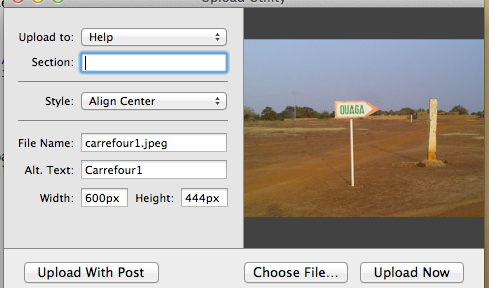 Upload Utility
Upload to: Help
Section:
Style: Align Center
File Name: carrefour1.jpeg
Alt. Text: Carrefour1
Width: 600px Height: 444px
OUAGA
Upload With Post Choose File... Upload Now